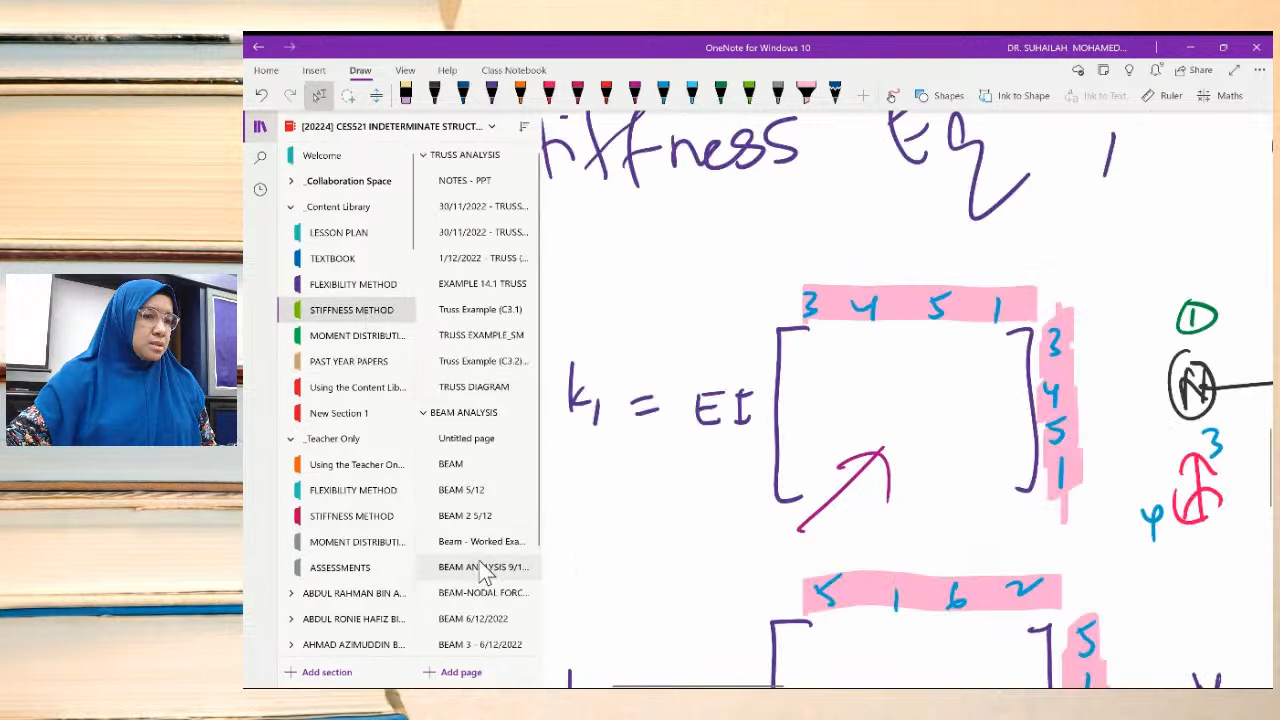 OneNote for Windows 10
DR. SUHAILAH MOHAMED...
Home Insert Draw View Help Class Notebook
Share
Shapes Ink to Shape Ink to Text Ruler Maths
[20224] CES521 INDETERMINATE STRUCT...
Welcome
_Collaboration Space
_Content Library
LESSON PLAN
TEXTBOOK
FLEXIBILITY METHOD
STIFFNESS METHOD
MOMENT DISTRIBUTI...
PAST YEAR PAPERS
Using the Content Lib...
New Section 1
_Teacher Only
Using the Teacher On...
FLEXIBILITY METHOD
STIFFNESS METHOD
MOMENT DISTRIBUTI...
ASSESSMENTS
ABDUL RAHMAN BIN A...
ABDUL RONIE HAFIZ BI...
AHMAD AZIMUDDIN B...
Add section
TRUSS ANALYSIS
NOTES - PPT
30/11/2022 - TRUSS...
30/11/2022 - TRUSS...
1/12/2022 - TRUSS (...
EXAMPLE 14.1 TRUSS
Truss Example (C3.1)
TRUSS EXAMPLE_SM
Truss Example (C3.2)...
TRUSS DIAGRAM
BEAM ANALYSIS
Untitled page
BEAM
BEAM 5/12
BEAM 2 5/12
Beam - Worked Exa...
BEAM ANALYSIS 9/1...
BEAM-NODAL FORC...
BEAM 6/12/2022
BEAM 3 - 6/12/2022
Add page
tiffness Eq
3 4 5 1
k1 = EI
3
4
5
1
1
N
3
4
5 1 6 2
5
1